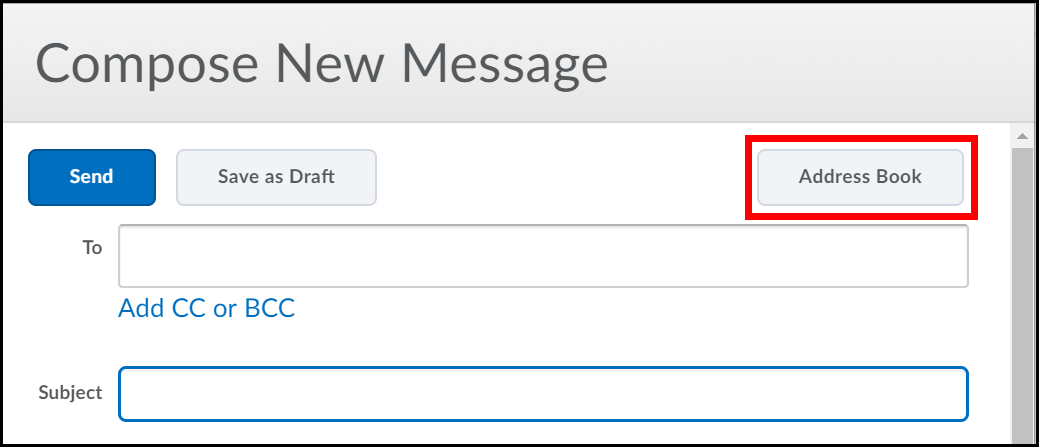 Compose New Message
Send Save as Draft Address Book
To
Add CC or BCC
Subject